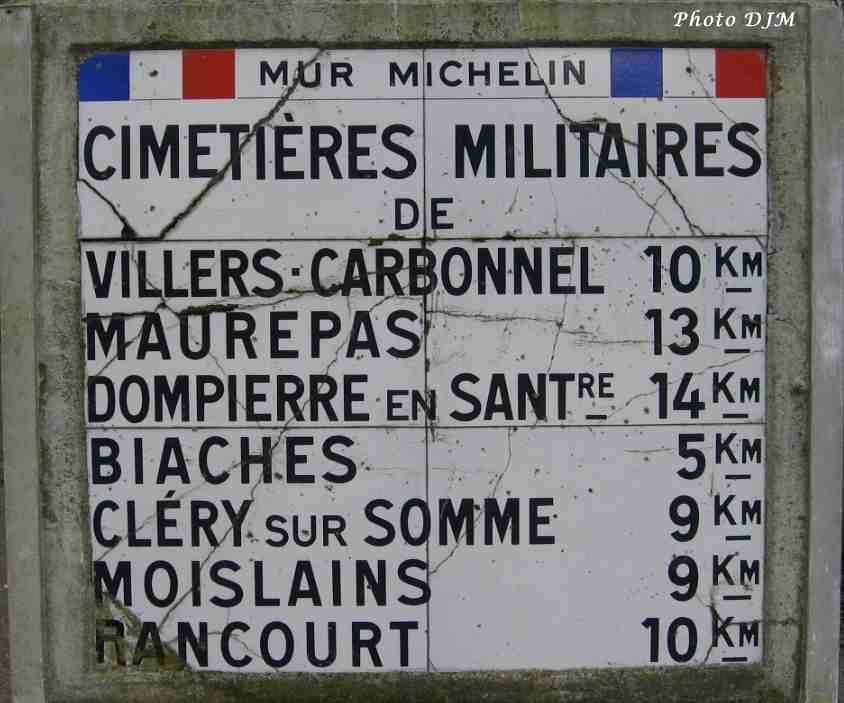 Photo DJM
MUR MICHELIN
CIMETIÈRES MILITAIRES
DE
VILLERS-CARBONNEL 10 KM
MAUREPAS 13 KM
DOMPIERRE EN SANTRE 14 KM
BIACHES 5 KM
CLÉRY SUR SOMME 9 KM
MOISLAINS 9 KM
RANCOURT 10 KM